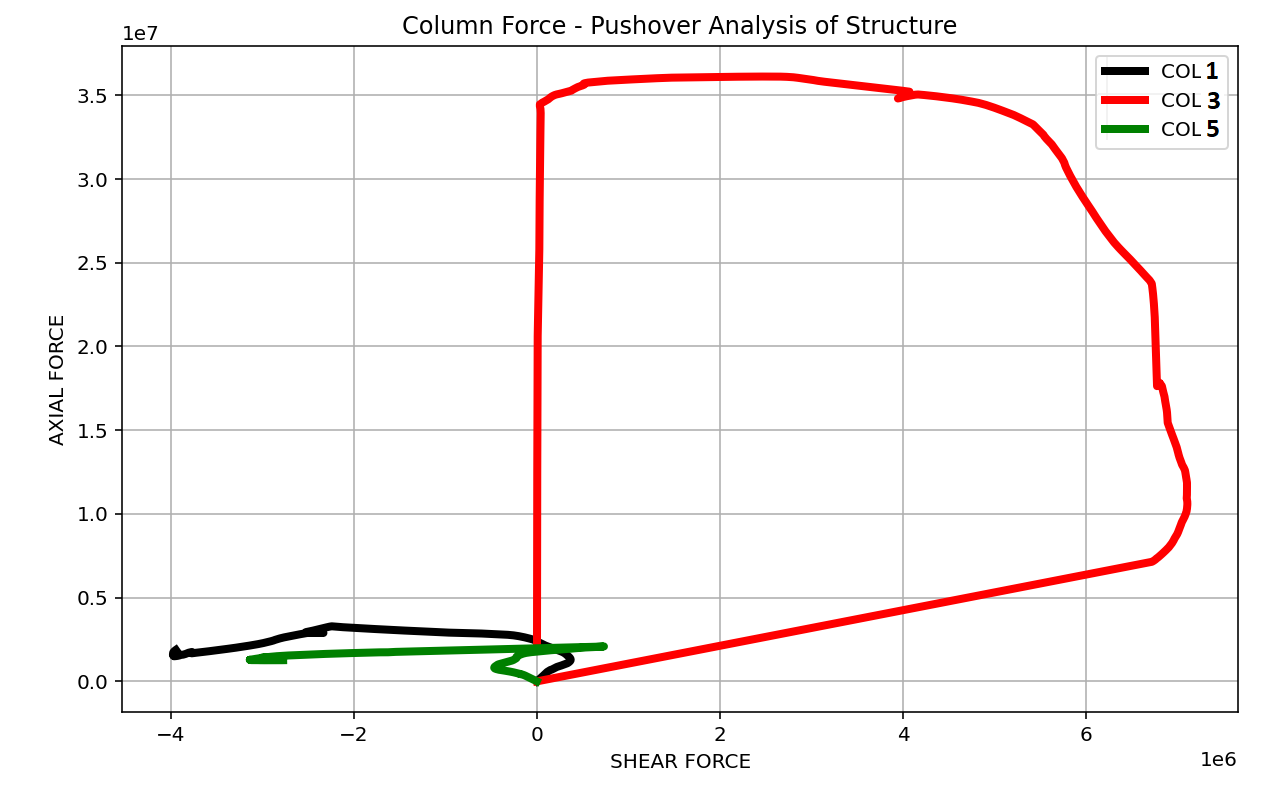 Column Force - Pushover Analysis of Structure
1e7
COL 1
COL 3
COL 5
3.5
3.0
2.5
2.0
1.5
1.0
0.5
0.0
AXIAL FORCE
−4 −2 0 2 4 6
SHEAR FORCE
1e6